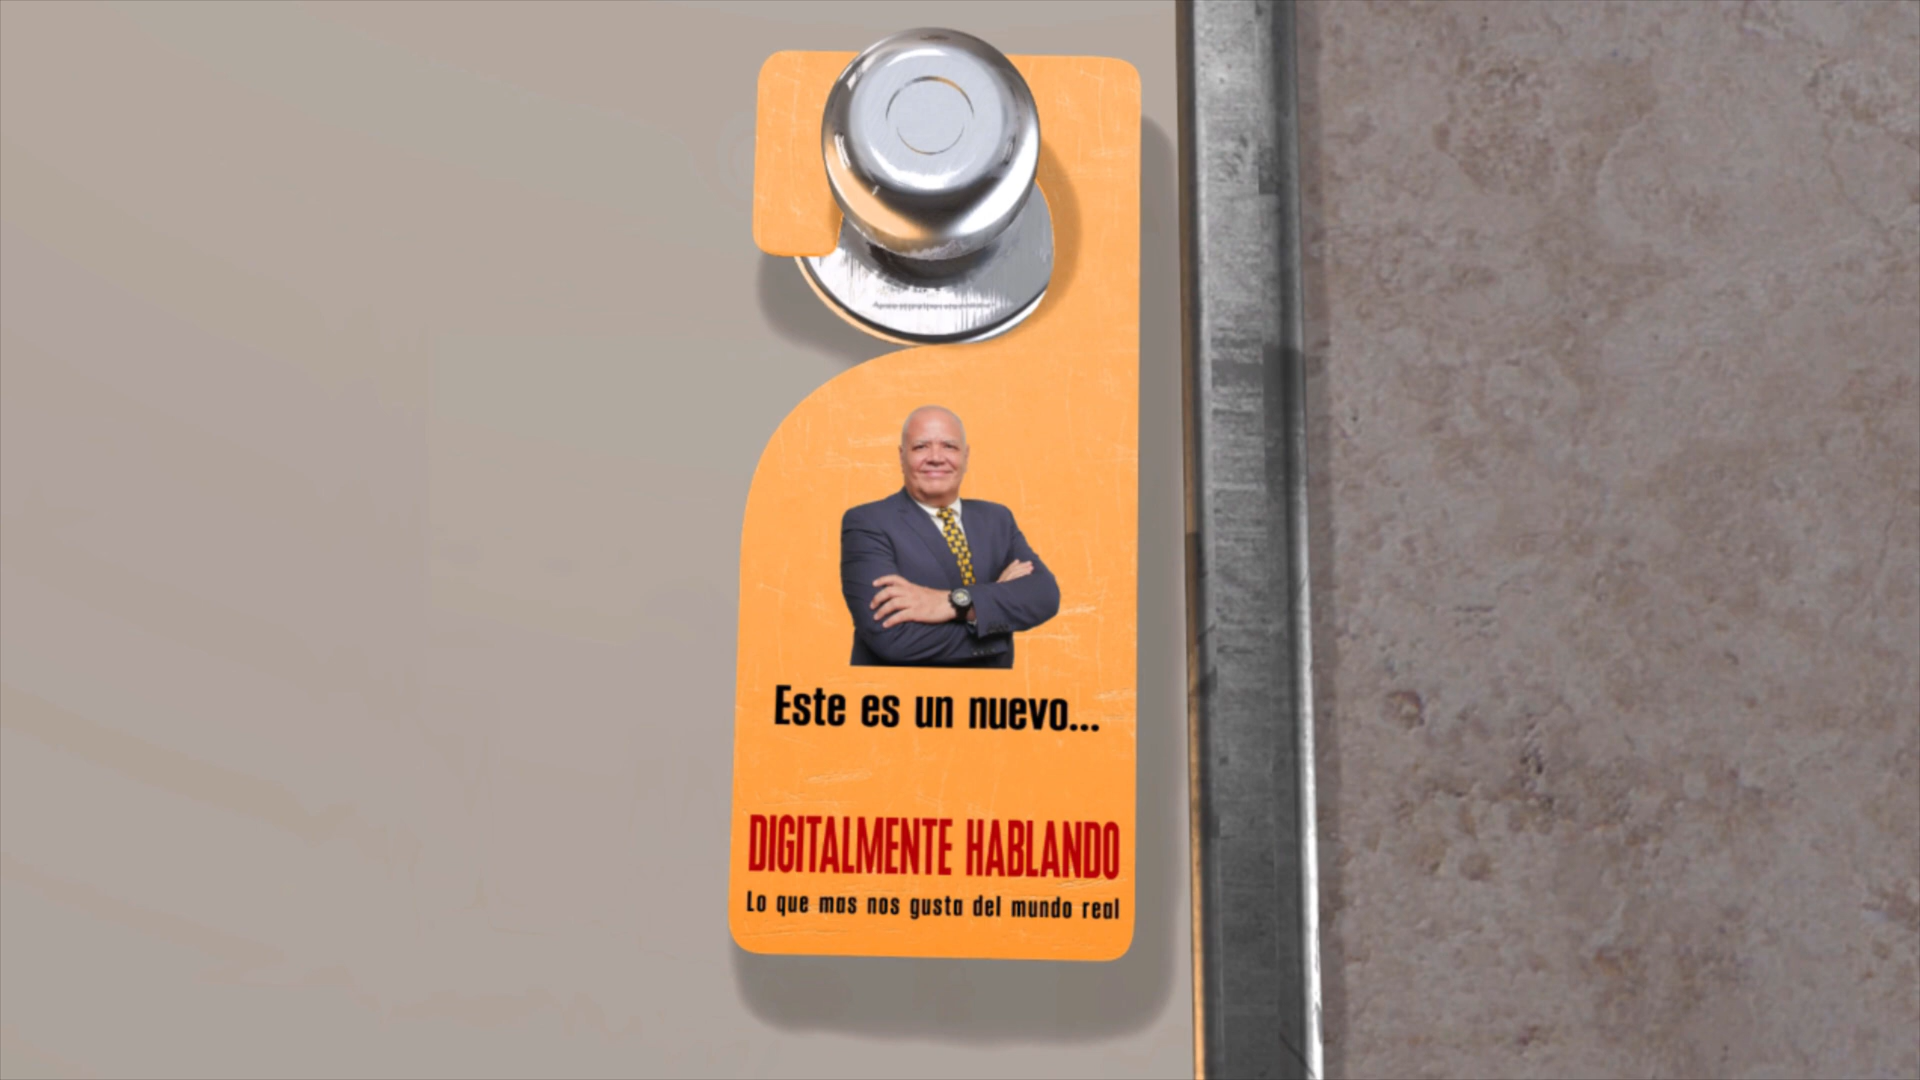 Este es un nuevo...
DIGITALMENTE HABLANDO
Lo que mas nos gusta del mundo real